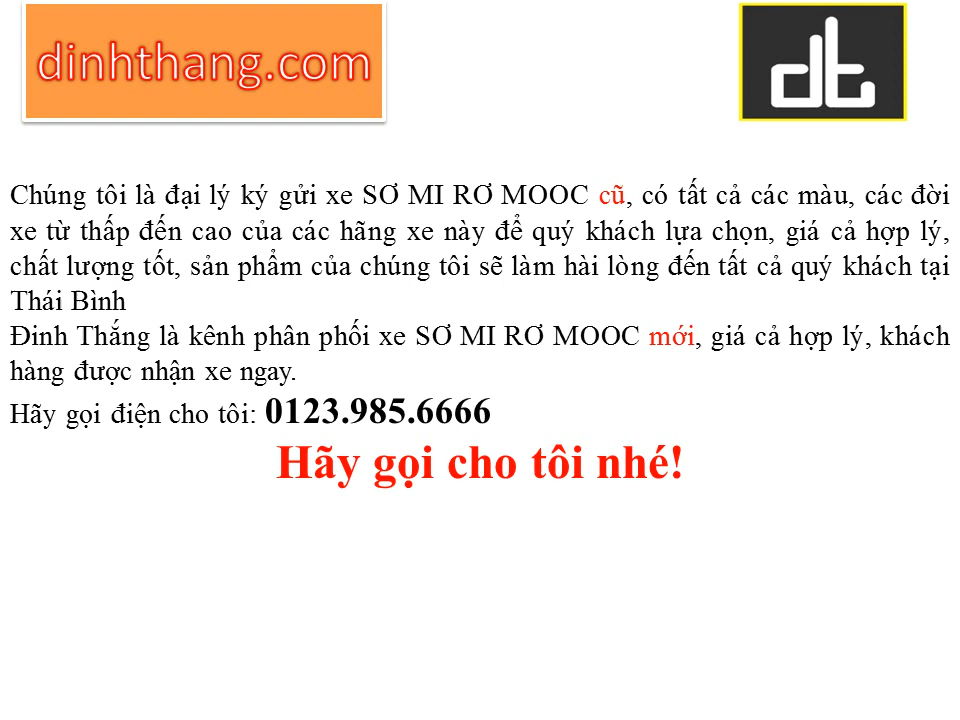 dinhthang.com
dt
Chúng tôi là đại lý ký gửi xe SƠ MI RƠ MOOC cũ, có tất cả các màu, các đời
xe từ thấp đến cao của các hãng xe này để quý khách lựa chọn, giá cả hợp lý,
chất lượng tốt, sản phẩm của chúng tôi sẽ làm hài lòng đến tất cả quý khách tại
Thái Bình
Đinh Thắng là kênh phân phối xe SƠ MI RƠ MOOC mới, giá cả hợp lý, khách
hàng được nhận xe ngay.
Hãy gọi điện cho tôi: 0123.985.6666
Hãy gọi cho tôi nhé!